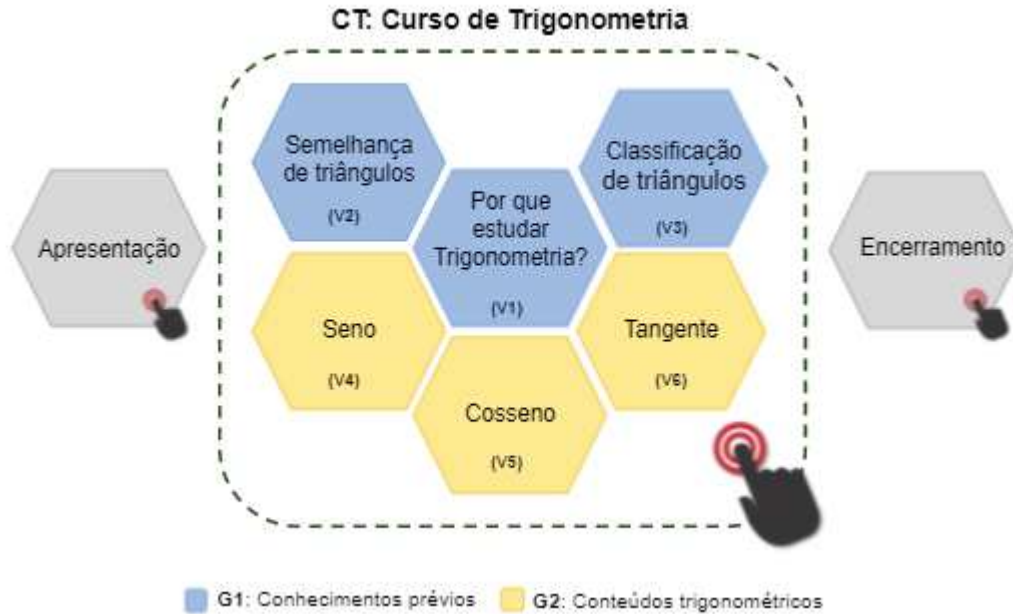 CT: Curso de Trigonometria
Apresentação
Semelhança
de triângulos
(V2)
Por que
estudar
Trigonometria?
(V1)
Classificação
de triângulos
(V3)
Seno
(V4)
Cosseno
(V5)
Tangente
(V6)
Encerramento
G1: Conhecimentos prévios
G2: Conteúdos trigonométricos